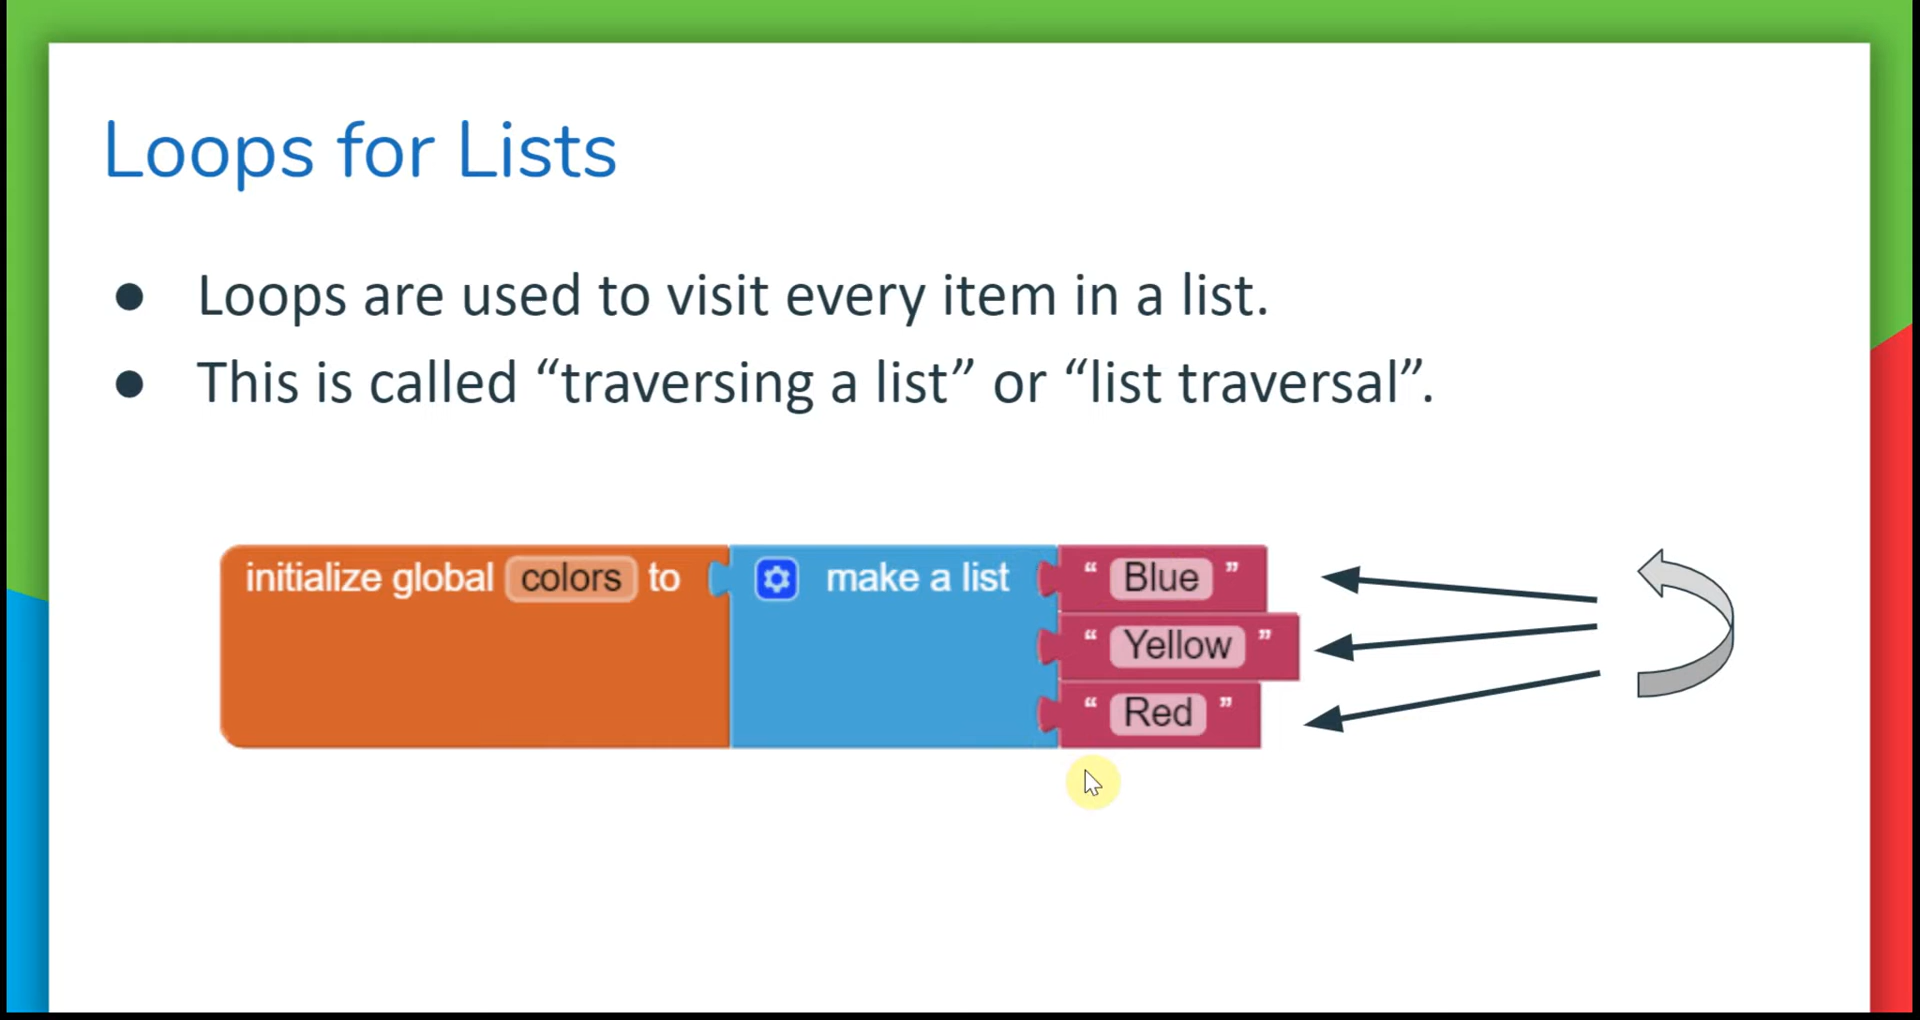 Loops for Lists
● Loops are used to visit every item in a list.
● This is called “traversing a list” or “list traversal”.
initialize global colors to make a list “ Blue ”
“ Yellow ”
“ Red ”